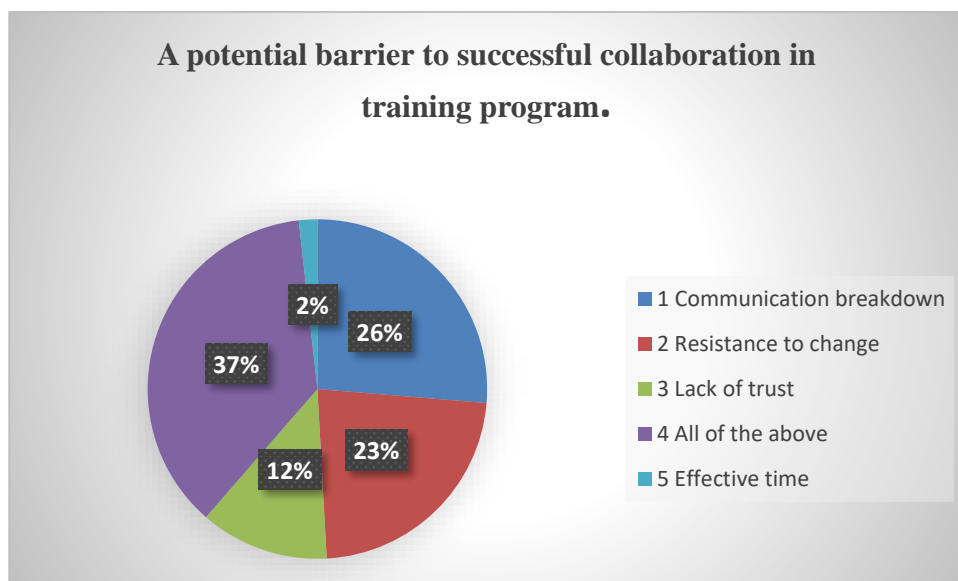 A potential barrier to successful collaboration in
training program.
2%
26%
37%
23%
12%
1 Communication breakdown
2 Resistance to change
3 Lack of trust
4 All of the above
5 Effective time